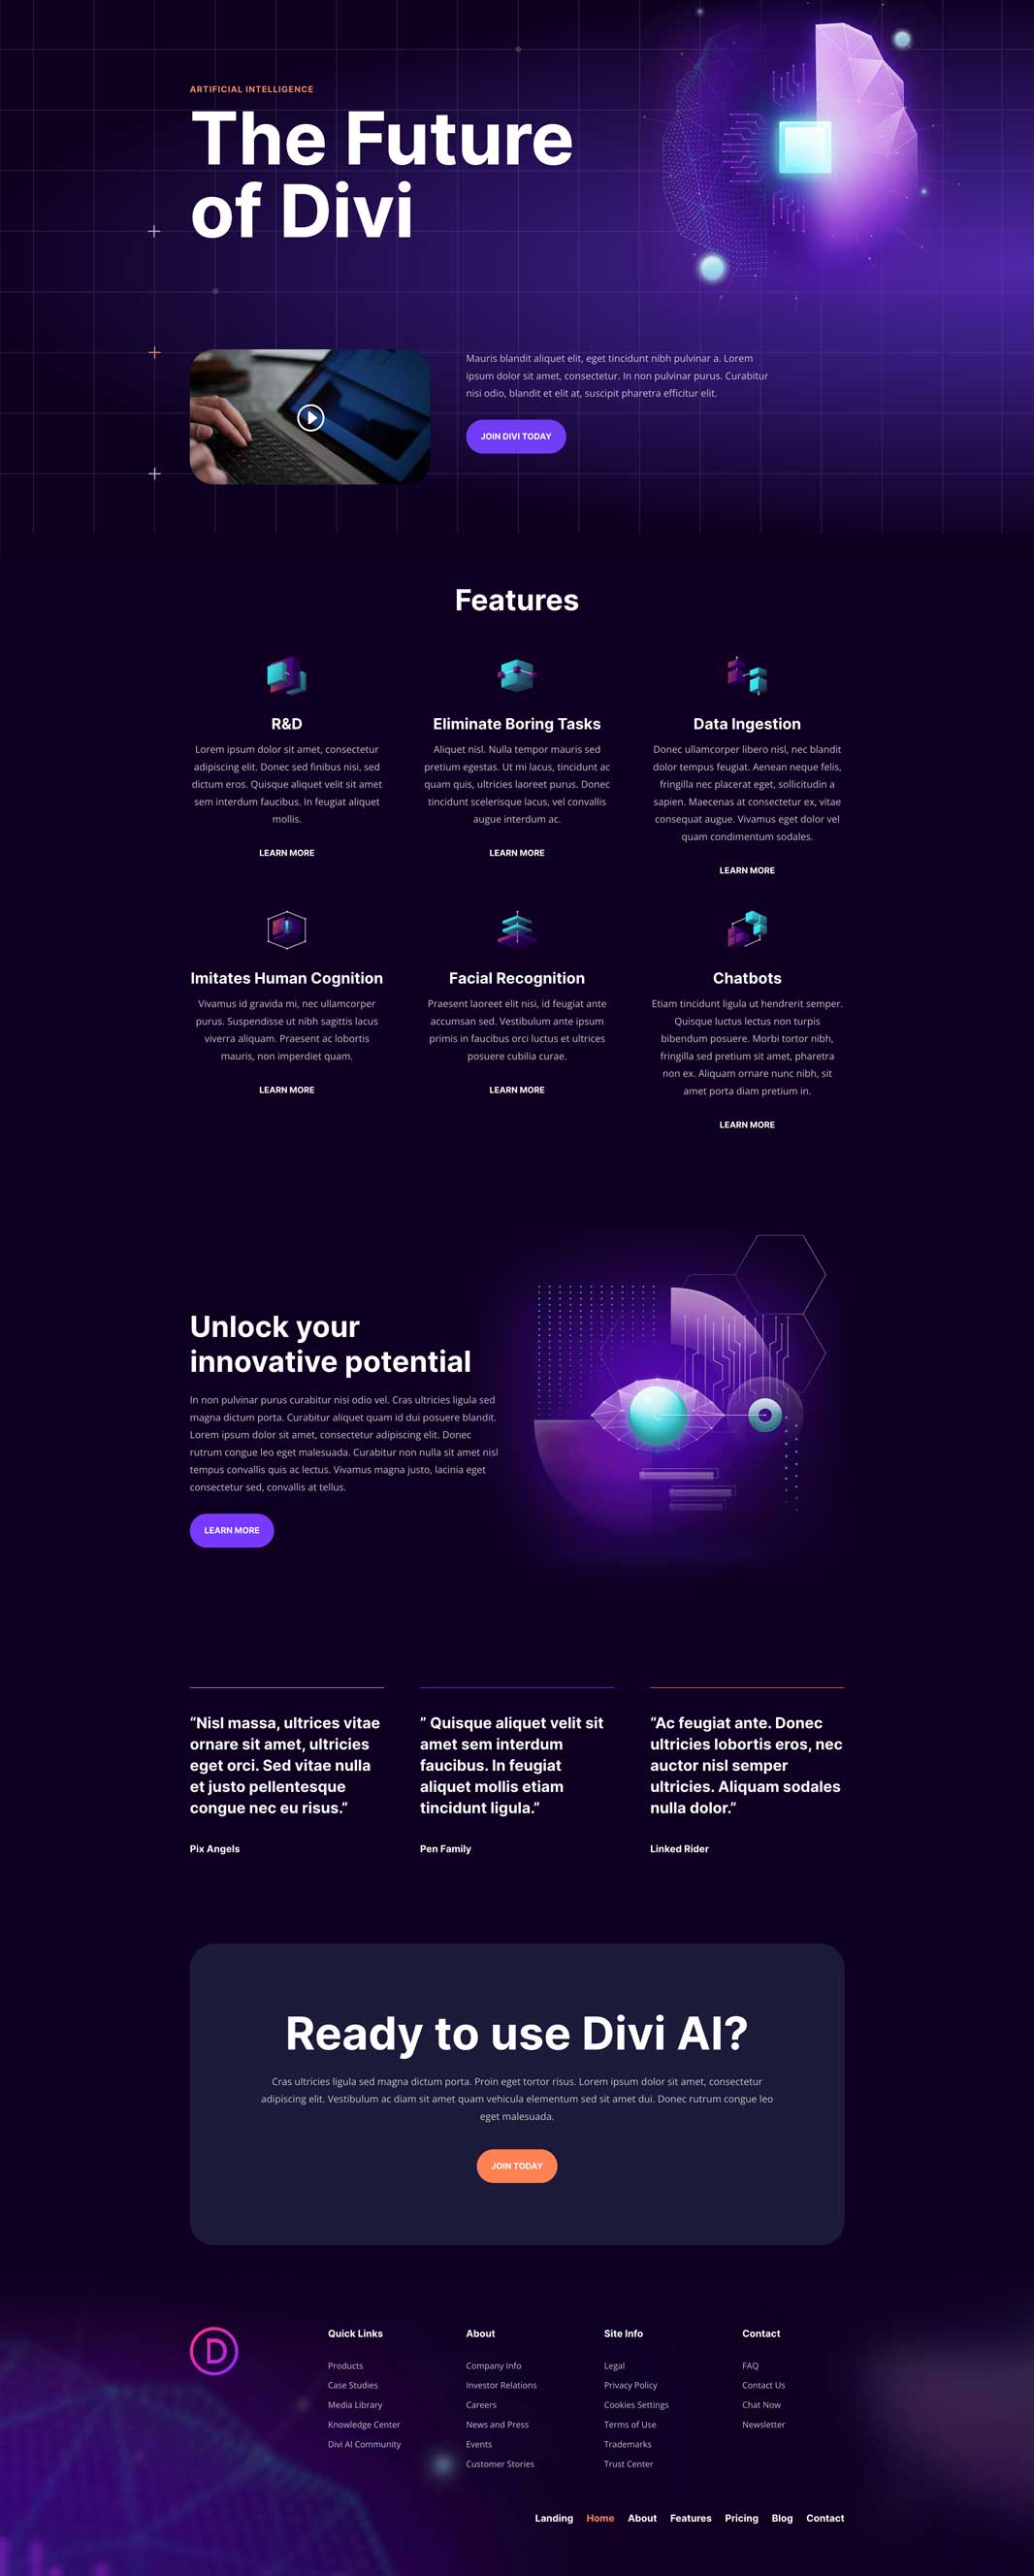 ARTIFICIAL INTELLIGENCE
The Future
of Divi
Mauris blandit aliquet elit, eget tincidunt nibh pulvinar a. Lorem
ipsum dolor sit amet, consectetur. In non pulvinar purus. Curabitur
nisi odio, blandit et elit at, suscipit pharetra efficitur elit.
JOIN DIVI TODAY
Features
R&D
Lorem ipsum dolor sit amet, consectetur
adipiscing elit. Donec sed finibus nisi, sed
dictum eros. Quisque aliquet velit sit amet
sem interdum faucibus. In feugiat aliquet
mollis.
LEARN MORE
Eliminate Boring Tasks
Aliquet nisl. Nulla tempor mauris sed
pretium egestas. Ut mi lacus, tincidunt ac
quam quis, ultricies laoreet purus. Donec
tincidunt scelerisque lacus, vel convallis
augue interdum ac.
LEARN MORE
Data Ingestion
Donec ullamcorper libero nisl, nec blandit
dolor tempus feugiat. Aenean neque felis,
fringilla nec placerat eget, sollicitudin a
sapien. Maecenas at consectetur ex, vitae
consequat augue. Vivamus eget dolor vel
quam condimentum sodales.
LEARN MORE
Imitates Human Cognition
Vivamus id gravida mi, nec ullamcorper
purus. Suspendisse ut nibh sagittis lacus
viverra aliquam. Praesent ac lobortis
mauris, non imperdiet quam.
LEARN MORE
Facial Recognition
Praesent laoreet elit nisi, id feugiat ante
accumsan sed. Vestibulum ante ipsum
primis in faucibus orci luctus et ultrices
posuere cubilia curae.
LEARN MORE
Chatbots
Etiam tincidunt ligula ut hendrerit semper.
Quisque luctus lectus non turpis
bibendum posuere. Morbi tortor nibh,
fringilla sed pretium sit amet, pharetra
non ex. Aliquam ornare nunc nibh, sit
amet porta diam pretium in.
LEARN MORE
Unlock your
innovative potential
In non pulvinar purus curabitur nisi odio vel. Cras ultricies ligula sed
magna dictum porta. Curabitur aliquet quam id dui posuere blandit.
Lorem ipsum dolor sit amet, consectetur adipiscing elit. Donec
rutrum congue leo eget malesuada. Curabitur non nulla sit amet nisl
tempus convallis quis ac lectus. Vivamus magna justo, lacinia eget
consectetur sed, convallis at tellus.
LEARN MORE
“Nisl massa, ultrices vitae
ornare sit amet, ultricies
eget orci. Sed vitae nulla
et justo pellentesque
congue nec eu risus.”
Pix Angels
” Quisque aliquet velit sit
amet sem interdum
faucibus. In feugiat
aliquet mollis etiam
tincidunt ligula.”
Pen Family
“Ac feugiat ante. Donec
ultricies lobortis eros, nec
auctor nisl semper
ultricies. Aliquam sodales
nulla dolor.”
Linked Rider
Ready to use Divi AI?
Cras ultricies ligula sed magna dictum porta. Proin eget tortor risus. Lorem ipsum dolor sit amet, consectetur
adipiscing elit. Vestibulum ac diam sit amet quam vehicula elementum sed sit amet dui. Donec rutrum congue leo
eget malesuada.
JOIN TODAY
D
Quick Links
Products
Case Studies
Media Library
Knowledge Center
Divi AI Community
About
Company Info
Investor Relations
Careers
News and Press
Events
Customer Stories
Site Info
Legal
Privacy Policy
Cookies Settings
Terms of Use
Trademarks
Trust Center
Contact
FAQ
Contact Us
Chat Now
Newsletter
Landing Home About Features Pricing Blog Contact